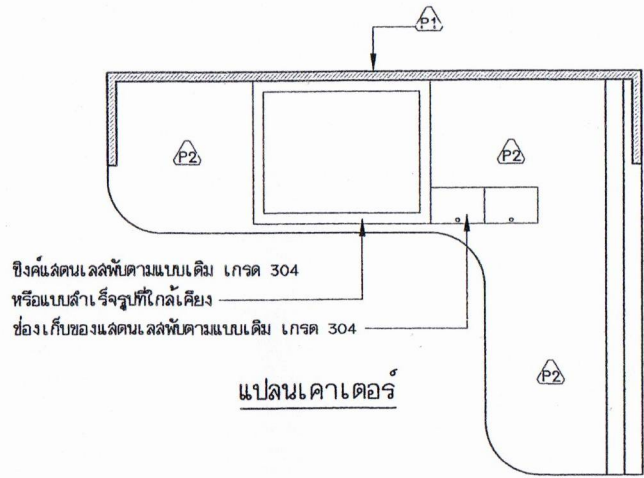 P1
P2
P2
ซิงค์แสตนเลสพับตามแบบเดิม เกรด 304
หรือแบบสำเร็จรูปที่ใกล้เคียง
ช่องเก็บของแสตนเลสพับตามแบบเดิม เกรด 304
P2
แปลนเคาเตอร์